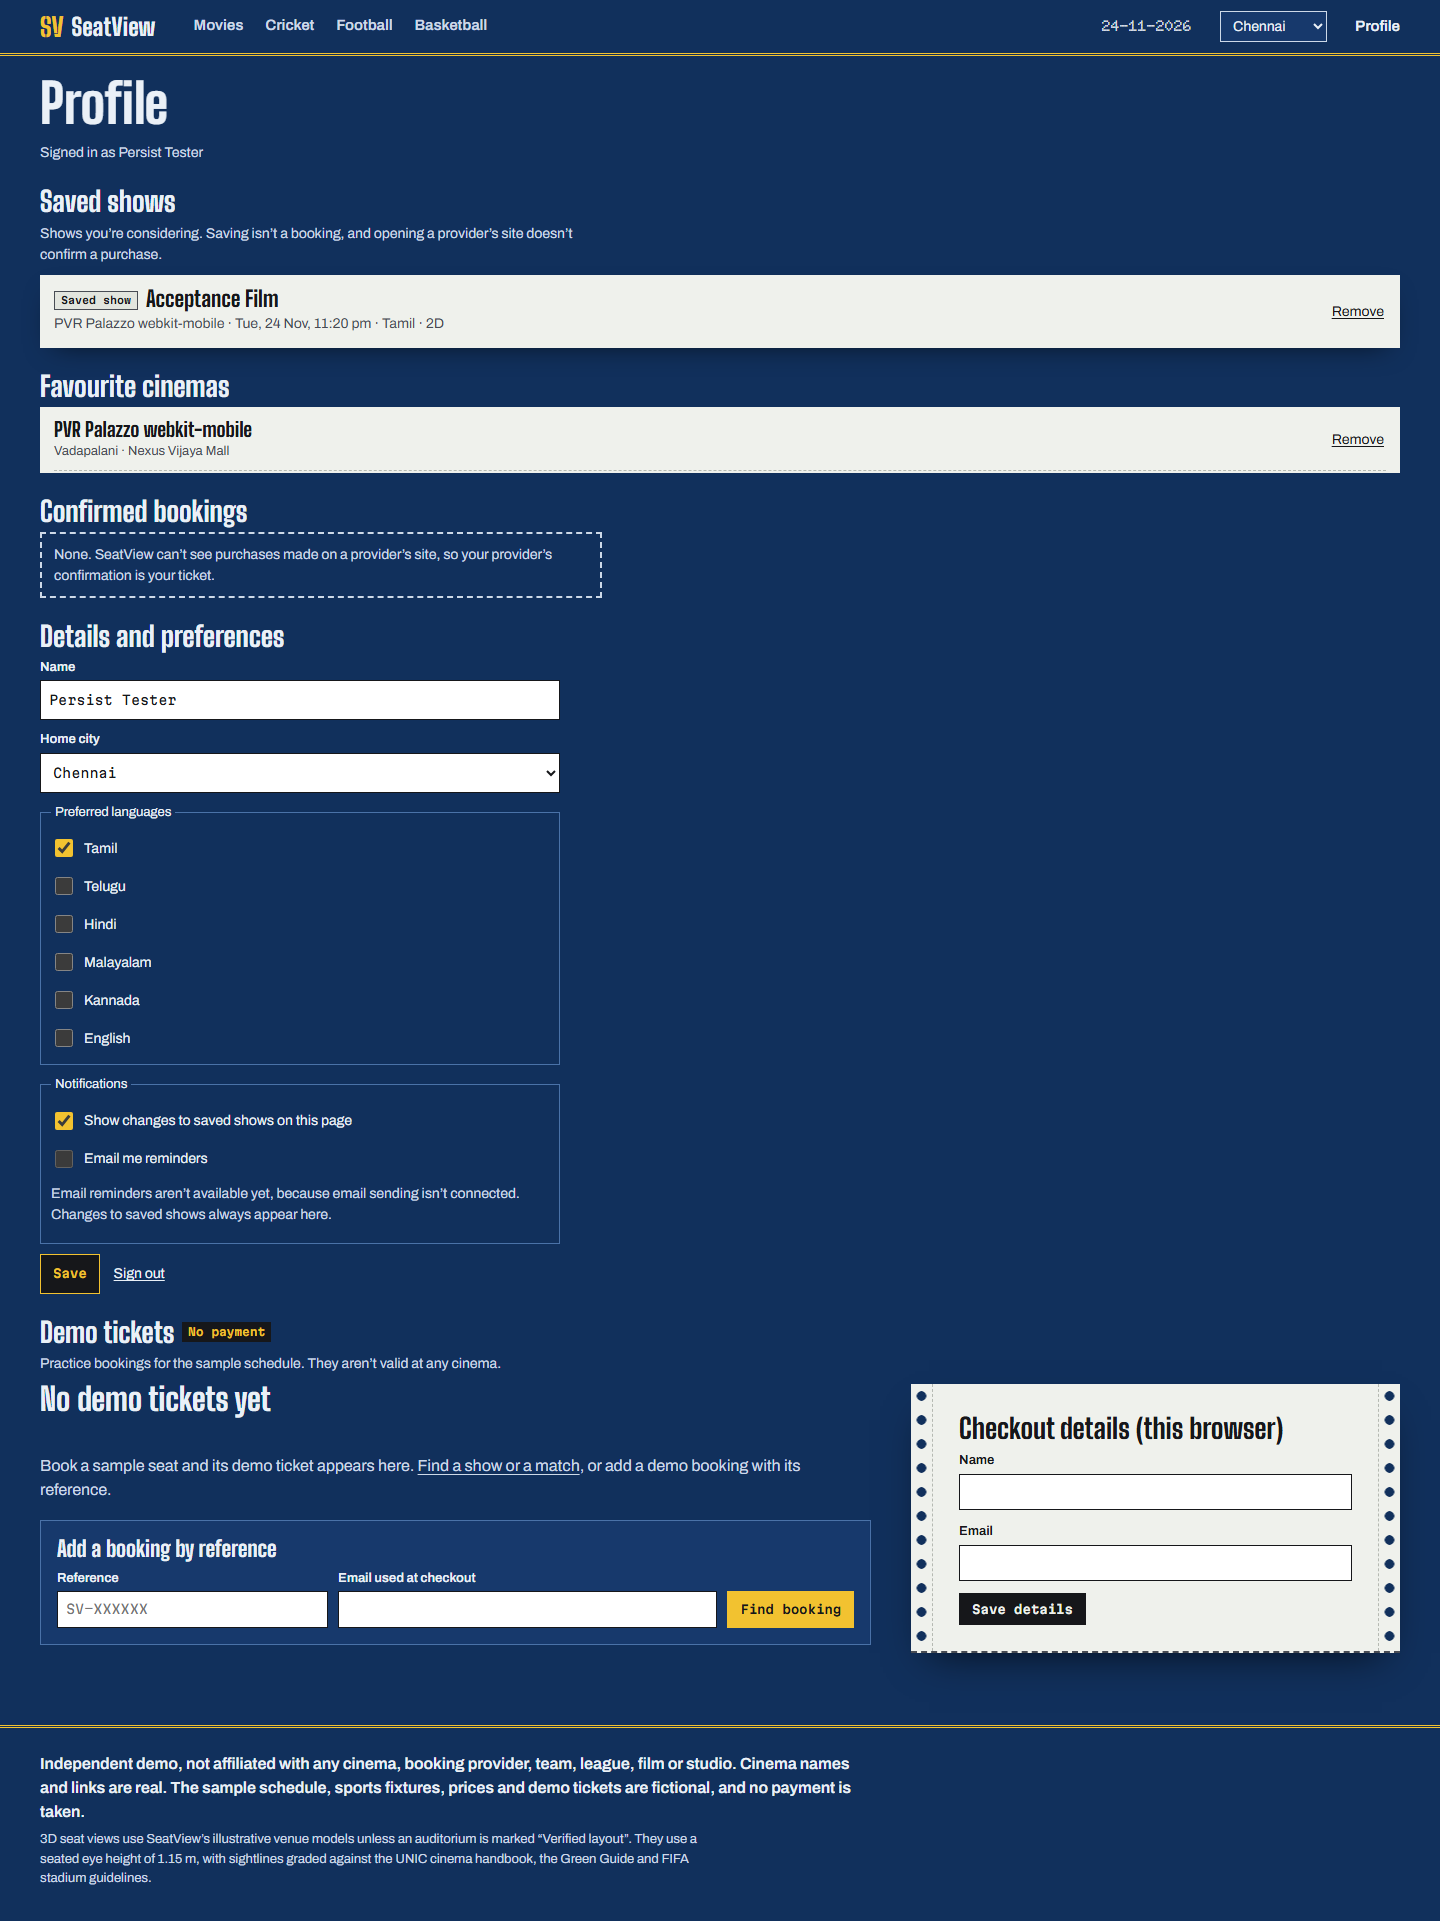 SV SeatView
Movies Cricket Football Basketball
24-11-2026
Chennai
Profile
Profile
Signed in as Persist Tester
Saved shows
Shows you’re considering. Saving isn’t a booking, and opening a provider’s site doesn’t
confirm a purchase.
Saved show Acceptance Film
PVR Palazzo webkit-mobile · Tue, 24 Nov, 11:20 pm · Tamil · 2D
Remove
Favourite cinemas
PVR Palazzo webkit-mobile
Vadapalani · Nexus Vijaya Mall
Remove
Confirmed bookings
None. SeatView can’t see purchases made on a provider’s site, so your provider’s
confirmation is your ticket.
Details and preferences
Name
Persist Tester
Home city
Chennai
Preferred languages
Tamil
Telugu
Hindi
Malayalam
Kannada
English
Notifications
Show changes to saved shows on this page
Email me reminders
Email reminders aren’t available yet, because email sending isn’t connected.
Changes to saved shows always appear here.
Save Sign out
Demo tickets No payment
Practice bookings for the sample schedule. They aren’t valid at any cinema.
No demo tickets yet
Book a sample seat and its demo ticket appears here. Find a show or a match, or add a demo booking with its
reference.
Add a booking by reference
Reference Email used at checkout
SV-XXXXXX
Find booking
Checkout details (this browser)
Name
Email
Save details
Independent demo, not affiliated with any cinema, booking provider, team, league, film or studio. Cinema names
and links are real. The sample schedule, sports fixtures, prices and demo tickets are fictional, and no payment is
taken.
3D seat views use SeatView’s illustrative venue models unless an auditorium is marked “Verified layout”. They use a
seated eye height of 1.15 m, with sightlines graded against the UNIC cinema handbook, the Green Guide and FIFA
stadium guidelines.